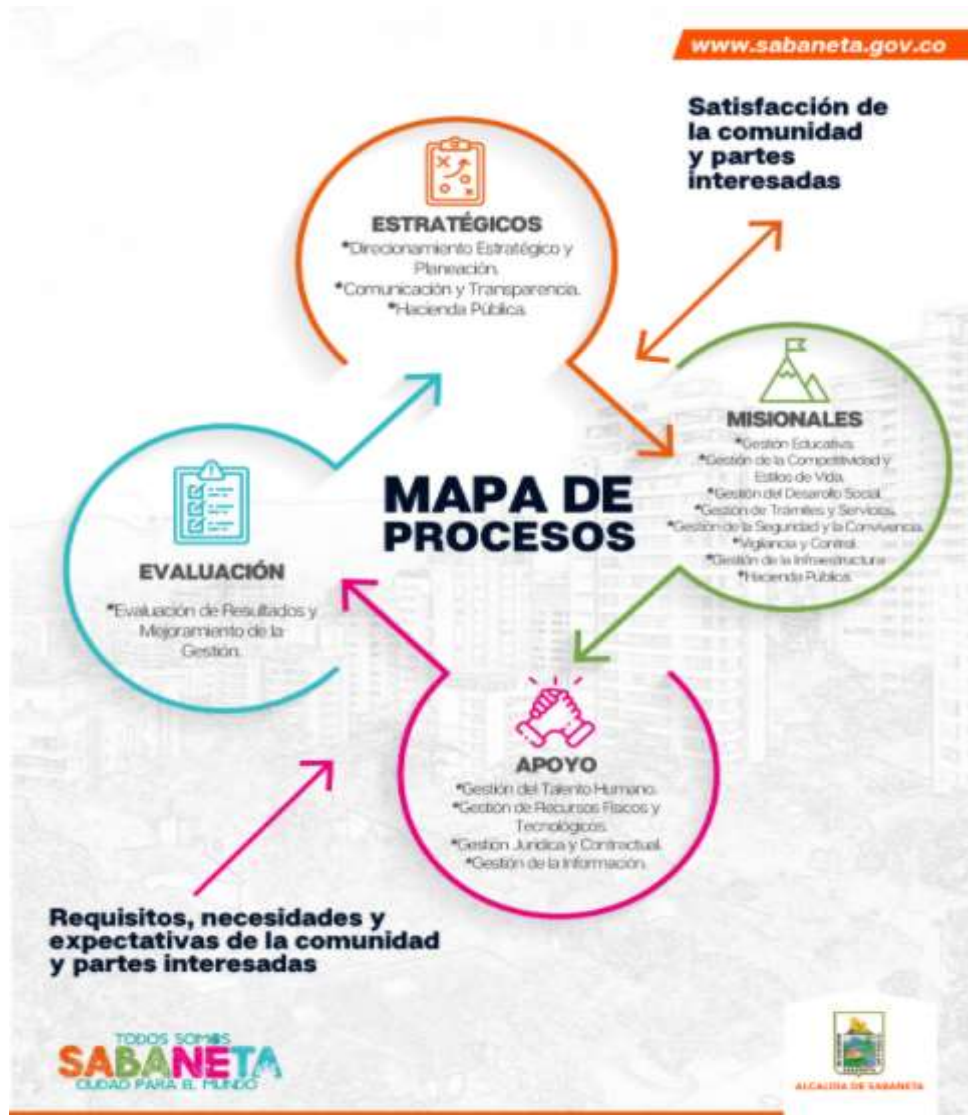 www.sabaneta.gov.co
Satisfacción de
la comunidad
y partes
interesadas
ESTRATÉGICOS
*Direcionamiento Estratégico y
Planeación.
*Comunicación y Transparencia.
*Hacienda Pública.
MISIONALES
*Gestión Educativa.
*Gestión de la Competitividad y
Estilos de Vida.
*Gestión del Desarrollo Social.
*Gestión de Trámites y Servicios.
*Gestión de la Seguridad y la Convivencia.
*Vigilancia y Control.
*Gestión de la Infraestructura
*Hacienda Pública.
MAPA DE
PROCESOS
EVALUACIÓN
*Evaluación de Resultados y
Mejoramiento de la
Gestión.
APOYO
*Gestión del Talento Humano.
*Gestión de Recursos Físicos y
Tecnológicos.
*Gestión Jurídica y Contractual.
*Gestión de la Información.
Requisitos, necesidades y
expectativas de la comunidad
y partes interesadas
TODOS SOMOS
SABANETA
CIUDAD PARA EL MUNDO
ALCALDÍA DE SABANETA